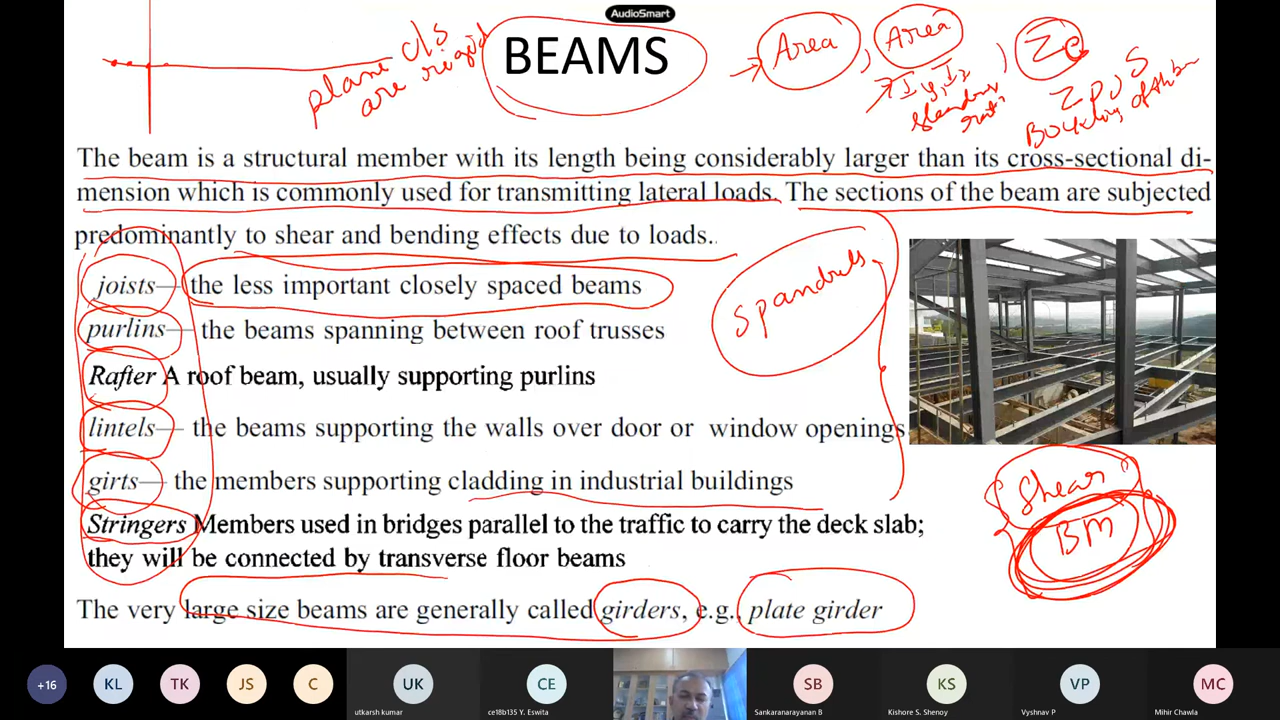 AudioSmart
plane c/s
are rigid
BEAMS
Area , Area , Ze
Iy, Iz
Slenderness
ratio
Z P J S
Buckling of thin
The beam is a structural member with its length being considerably larger than its cross-sectional di-
mension which is commonly used for transmitting lateral loads. The sections of the beam are subjected
predominantly to shear and bending effects due to loads..
joists— the less important closely spaced beams
Spandrels
purlins— the beams spanning between roof trusses
Rafter A roof beam, usually supporting purlins
lintels— the beams supporting the walls over door or window openings
girts— the members supporting cladding in industrial buildings
Shear
BM
Stringers Members used in bridges parallel to the traffic to carry the deck slab;
they will be connected by transverse floor beams
The very large size beams are generally called girders, e.g., plate girder
+16 KL TK JS C UK CE SB KS VP MC
utkarsh kumar
ce18b135 Y. Eswita
Sankaranarayanan B
Kishore S. Shenoy
Vyshnav P
Mihir Chawla